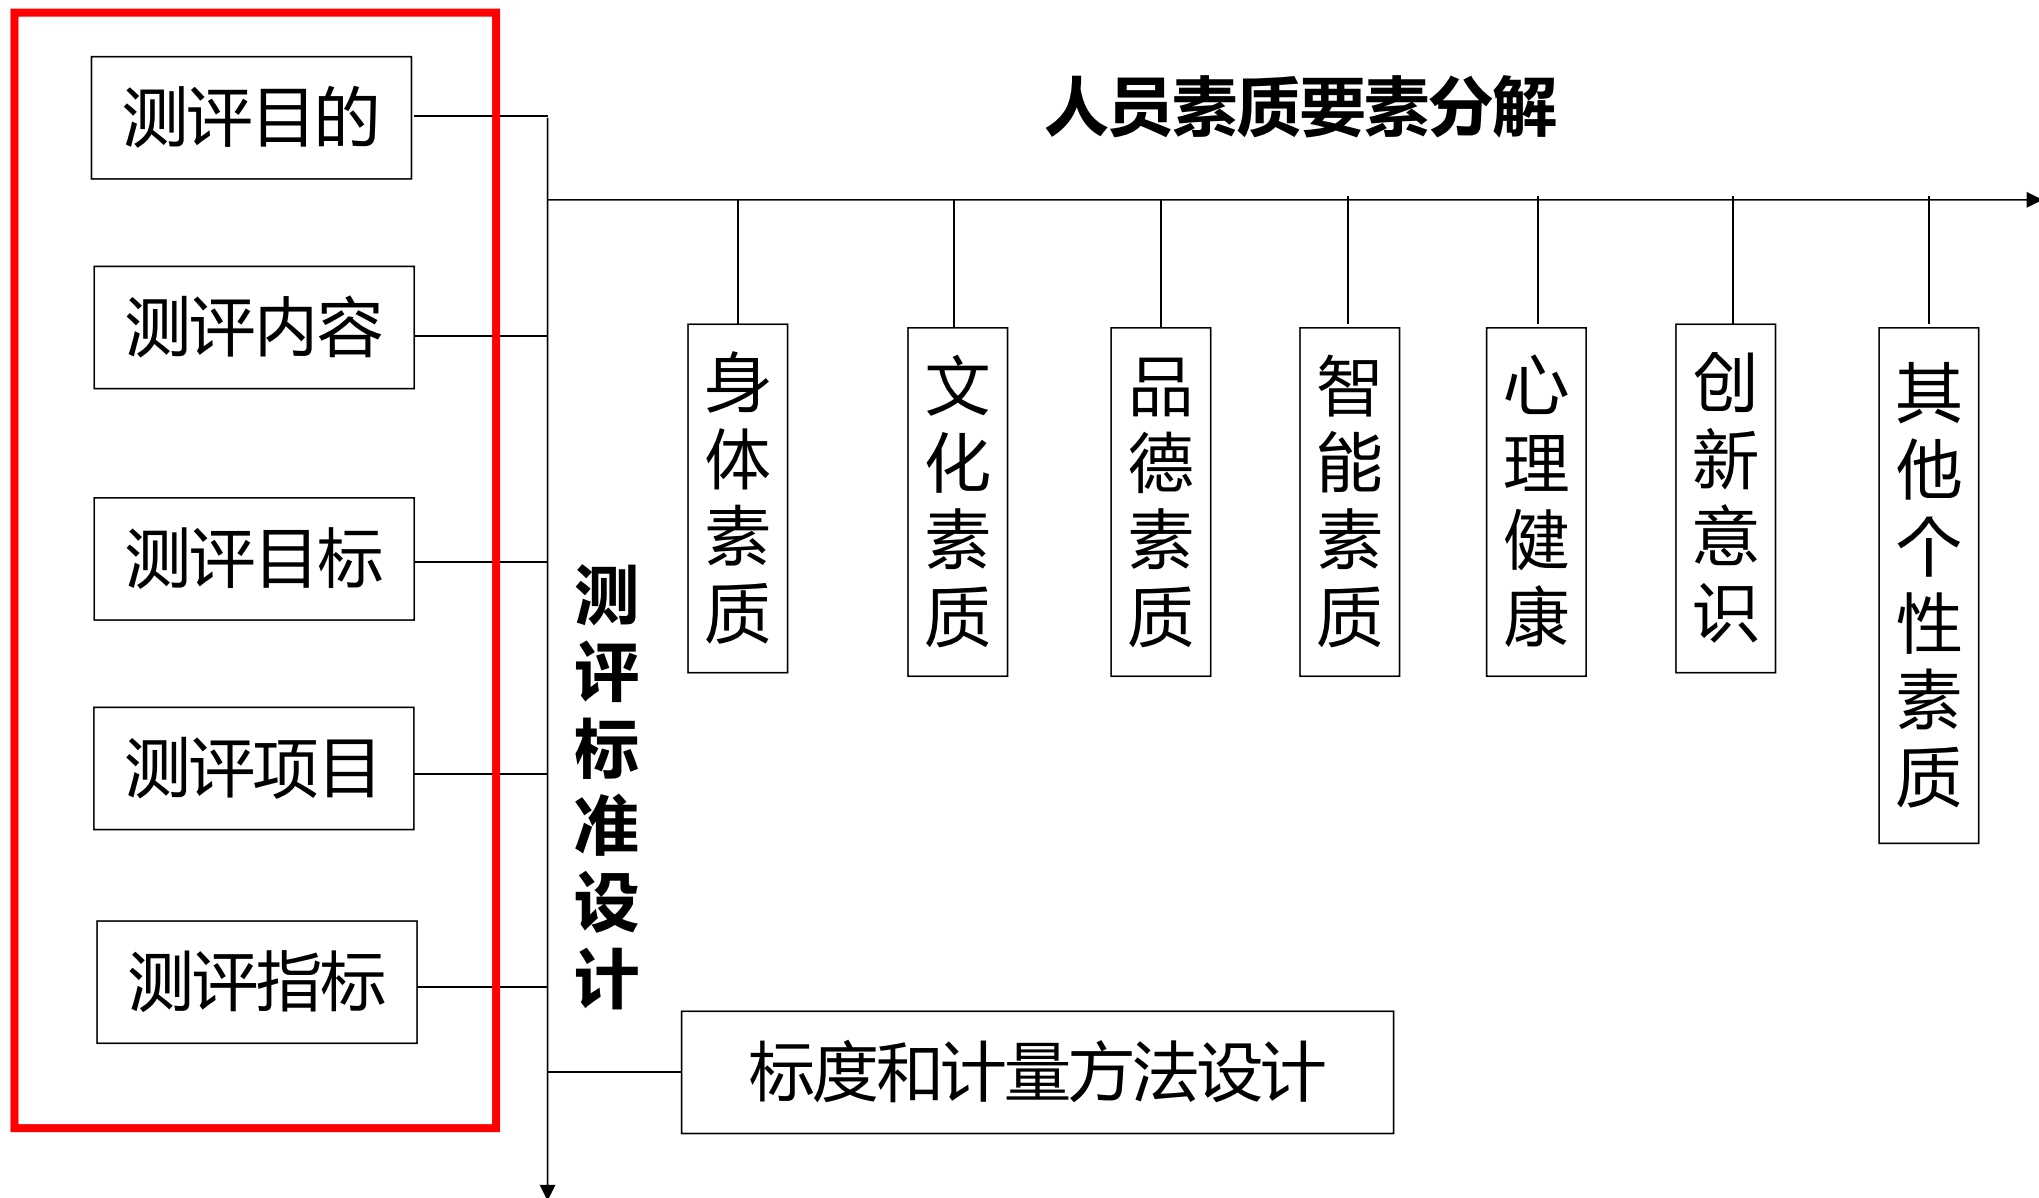 测评目的
人员素质要素分解
测评内容
测评目标
测评项目
测评指标
测评标准设计
身体素质
文化素质
品德素质
智能素质
心理健康
创新意识
其他个性素质
标度和计量方法设计